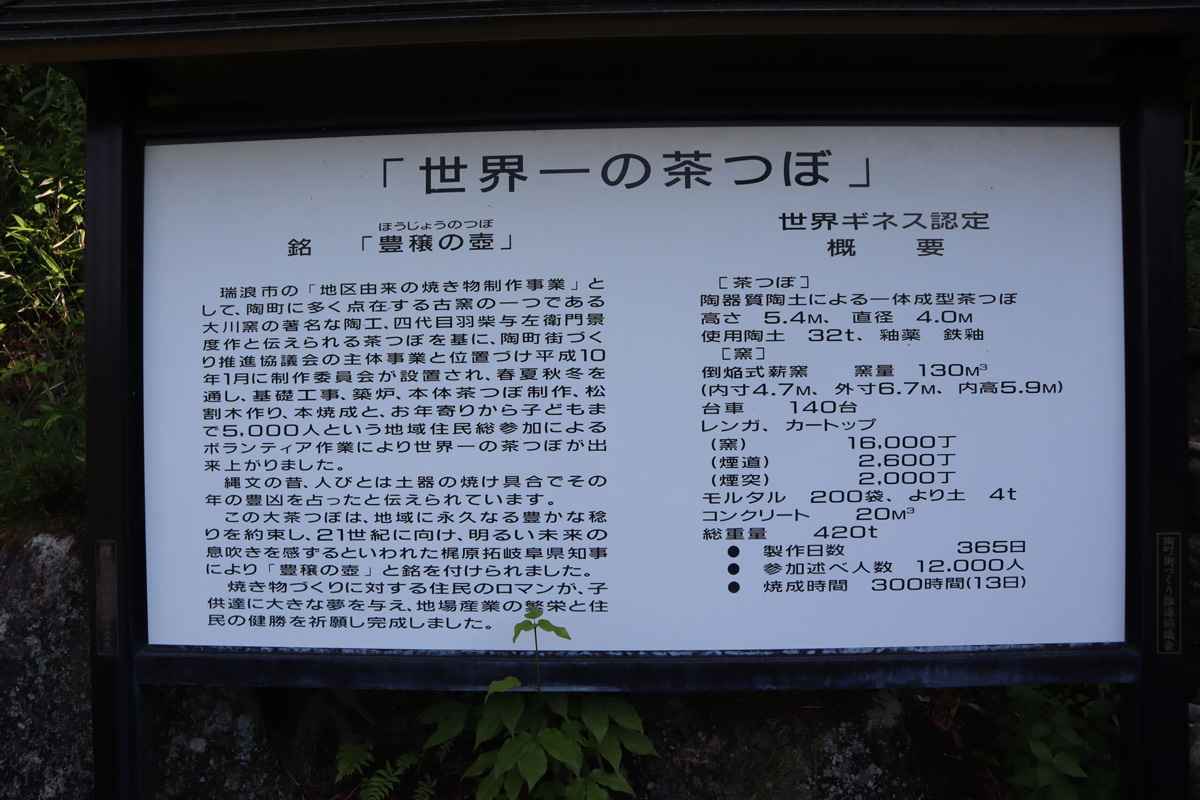 「世界一の茶つぼ」
ほうじょうのつぼ
銘 「豊穣の壺」
瑞浪市の「地区由来の焼き物制作事業」と
して、陶町に多く点在する古窯の一つである
大川窯の著名な陶工、四代目羽柴与左衛門景
度作と伝えられる茶つぼを基に、陶町街づく
り推進協議会の主体事業と位置づけ平成10
年1月に制作委員会が設置され、春夏秋冬を
通し、基礎工事、築炉、本体茶つぼ制作、松
割木作り、本焼成と、お年寄りから子どもま
で5,000人という地域住民総参加による
ボランティア作業により世界一の茶つぼが出
来上がりました。
縄文の昔、人びとは土器の焼け具合でその
年の豊凶を占ったと伝えられています。
この大茶つぼは、地域に永久なる豊かな稔
りを約束し、21世紀に向け、明るい未来の
息吹きを感ずるといわれた梶原拓岐阜県知事
により「豊穣の壺」と銘を付けられました。
焼き物づくりに対する住民のロマンが、子
供達に大きな夢を与え、地場産業の繁栄と住
民の健勝を祈願し完成しました。
世界ギネス認定
概 要
［茶つぼ］
陶器質陶土による一体成型茶つぼ
高さ 5.4M、 直径 4.0M
使用陶土 32t、釉薬 鉄釉
［窯］
倒焔式薪窯 窯量 130M³
(内寸4.7M、外寸6.7M、内高5.9M)
台車 140台
レンガ、カートップ
(窯) 16,000丁
(煙道) 2,600丁
(煙突) 2,000丁
モルタル 200袋、より土 4t
コンクリート 20M³
総重量 420t
● 製作日数 365日
● 参加述べ人数 12.000人
● 焼成時間 300時間(13日)
陶町街づくり推進協議会